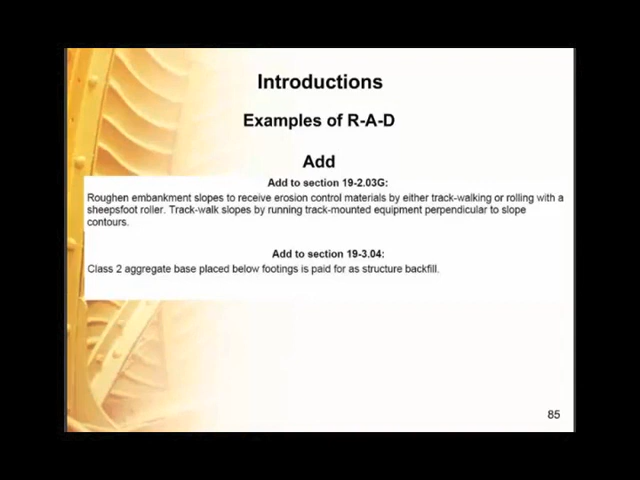 Introductions
Examples of R-A-D
Add
Add to section 19-2.03G:
Roughen embankment slopes to receive erosion control materials by either track-walking or rolling with a
sheepsfoot roller. Track-walk slopes by running track-mounted equipment perpendicular to slope
contours.
Add to section 19-3.04:
Class 2 aggregate base placed below footings is paid for as structure backfill.
85